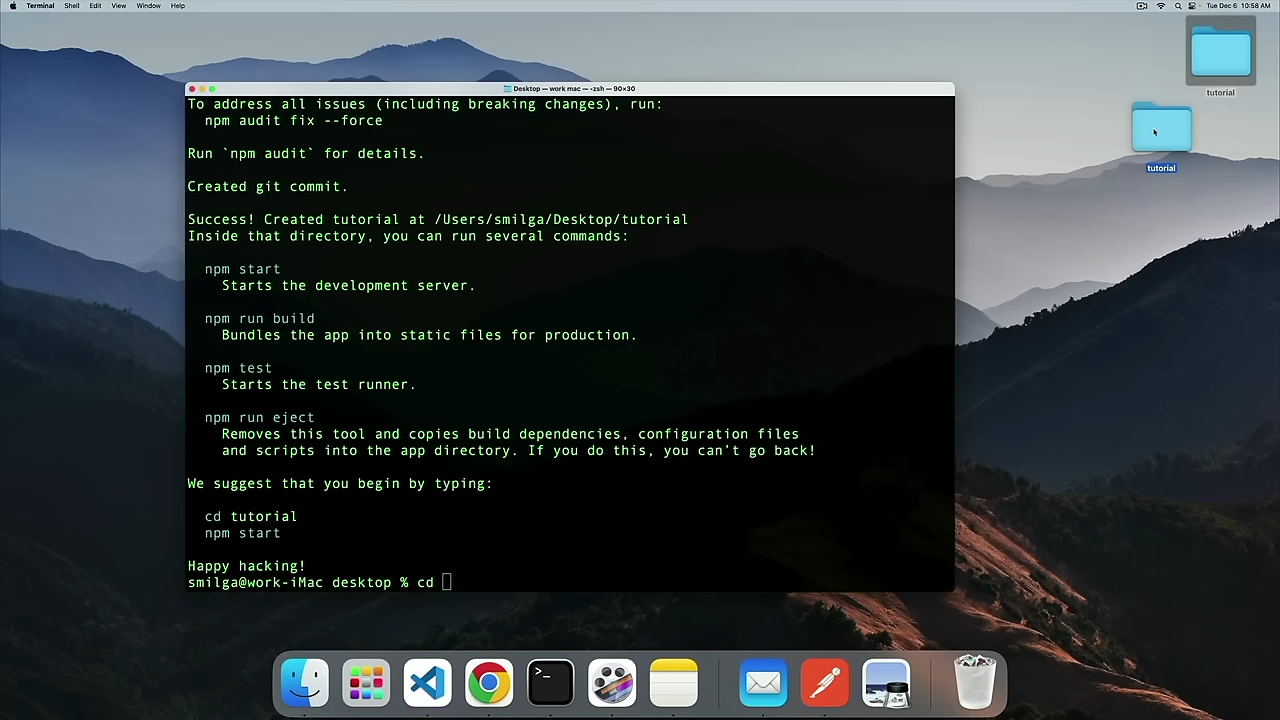 Terminal Shell Edit View Window Help Tue Dec 6 10:58 AM
tutorial
tutorial
Desktop — work mac — -zsh — 90×30
To address all issues (including breaking changes), run:
npm audit fix --force
Run `npm audit` for details.
Created git commit.
Success! Created tutorial at /Users/smilga/Desktop/tutorial
Inside that directory, you can run several commands:
npm start
Starts the development server.
npm run build
Bundles the app into static files for production.
npm test
Starts the test runner.
npm run eject
Removes this tool and copies build dependencies, configuration files
and scripts into the app directory. If you do this, you can't go back!
We suggest that you begin by typing:
cd tutorial
npm start
Happy hacking!
smilga@work-iMac desktop % cd